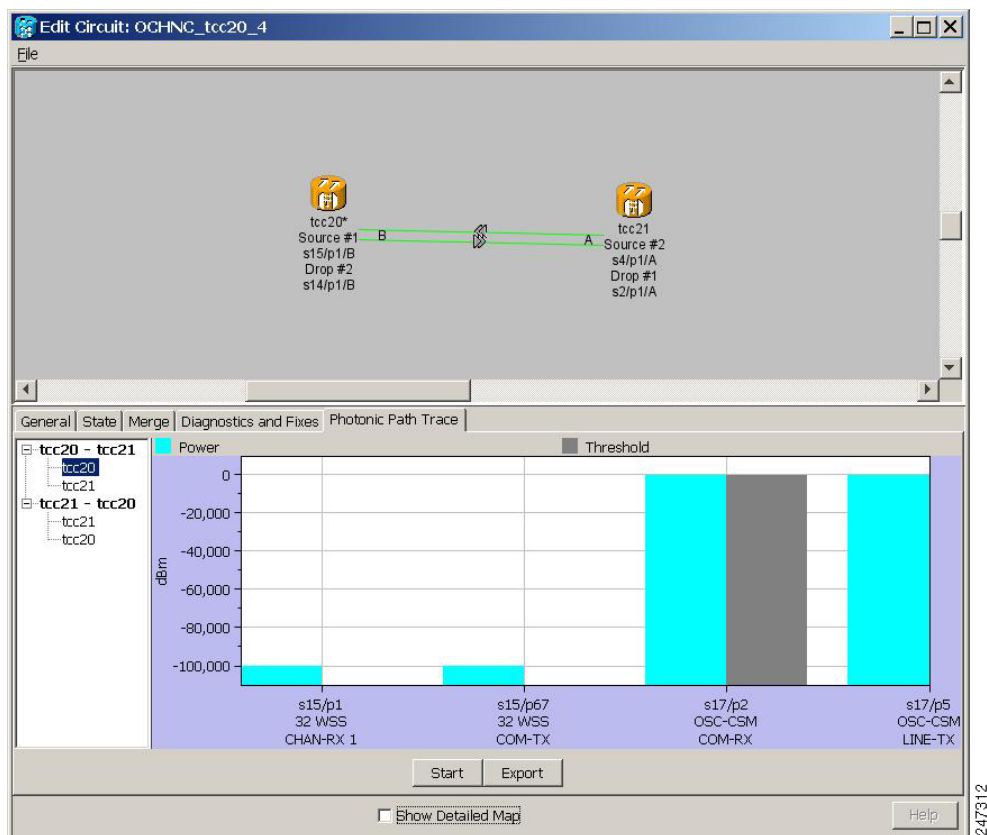 Edit Circuit: OCHNC_tcc20_4
File
tcc20*
Source #1
s15/p1/B
Drop #2
s14/p1/B
B
A
tcc21
Source #2
s4/p1/A
Drop #1
s2/p1/A
General State Merge Diagnostics and Fixes Photonic Path Trace
tcc20 - tcc21
tcc20
tcc21
tcc21 - tcc20
tcc21
tcc20
Power Threshold
dBm
0
-20,000
-40,000
-60,000
-80,000
-100,000
s15/p1
32 WSS
CHAN-RX 1
s15/p67
32 WSS
COM-TX
s17/p2
OSC-CSM
COM-RX
s17/p5
OSC-CSM
LINE-TX
Start Export
Show Detailed Map
Help
247312